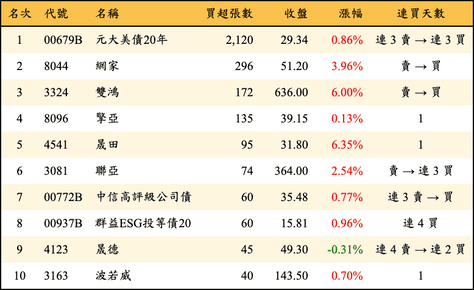 名次 代號 名稱 買超張數 收盤 漲幅 連買天數
1 00679B 元大美債20年 2,120 29.34 0.86% 連 3 賣 → 連 3 買
2 8044 網家 296 51.20 3.96% 賣 → 買
3 3324 雙鴻 172 636.00 6.00% 賣 → 買
4 8096 擎亞 135 39.15 0.13% 1
5 4541 晟田 95 31.80 6.35% 1
6 3081 聯亞 74 364.00 2.54% 賣 → 連 3 買
7 00772B 中信高評級公司債 60 35.48 0.77% 連 3 賣 → 買
8 00937B 群益ESG投等債20 60 15.81 0.96% 連 4 買
9 4123 晟德 45 49.30 -0.31% 連 4 賣 → 連 2 買
10 3163 波若威 40 143.50 0.70% 1